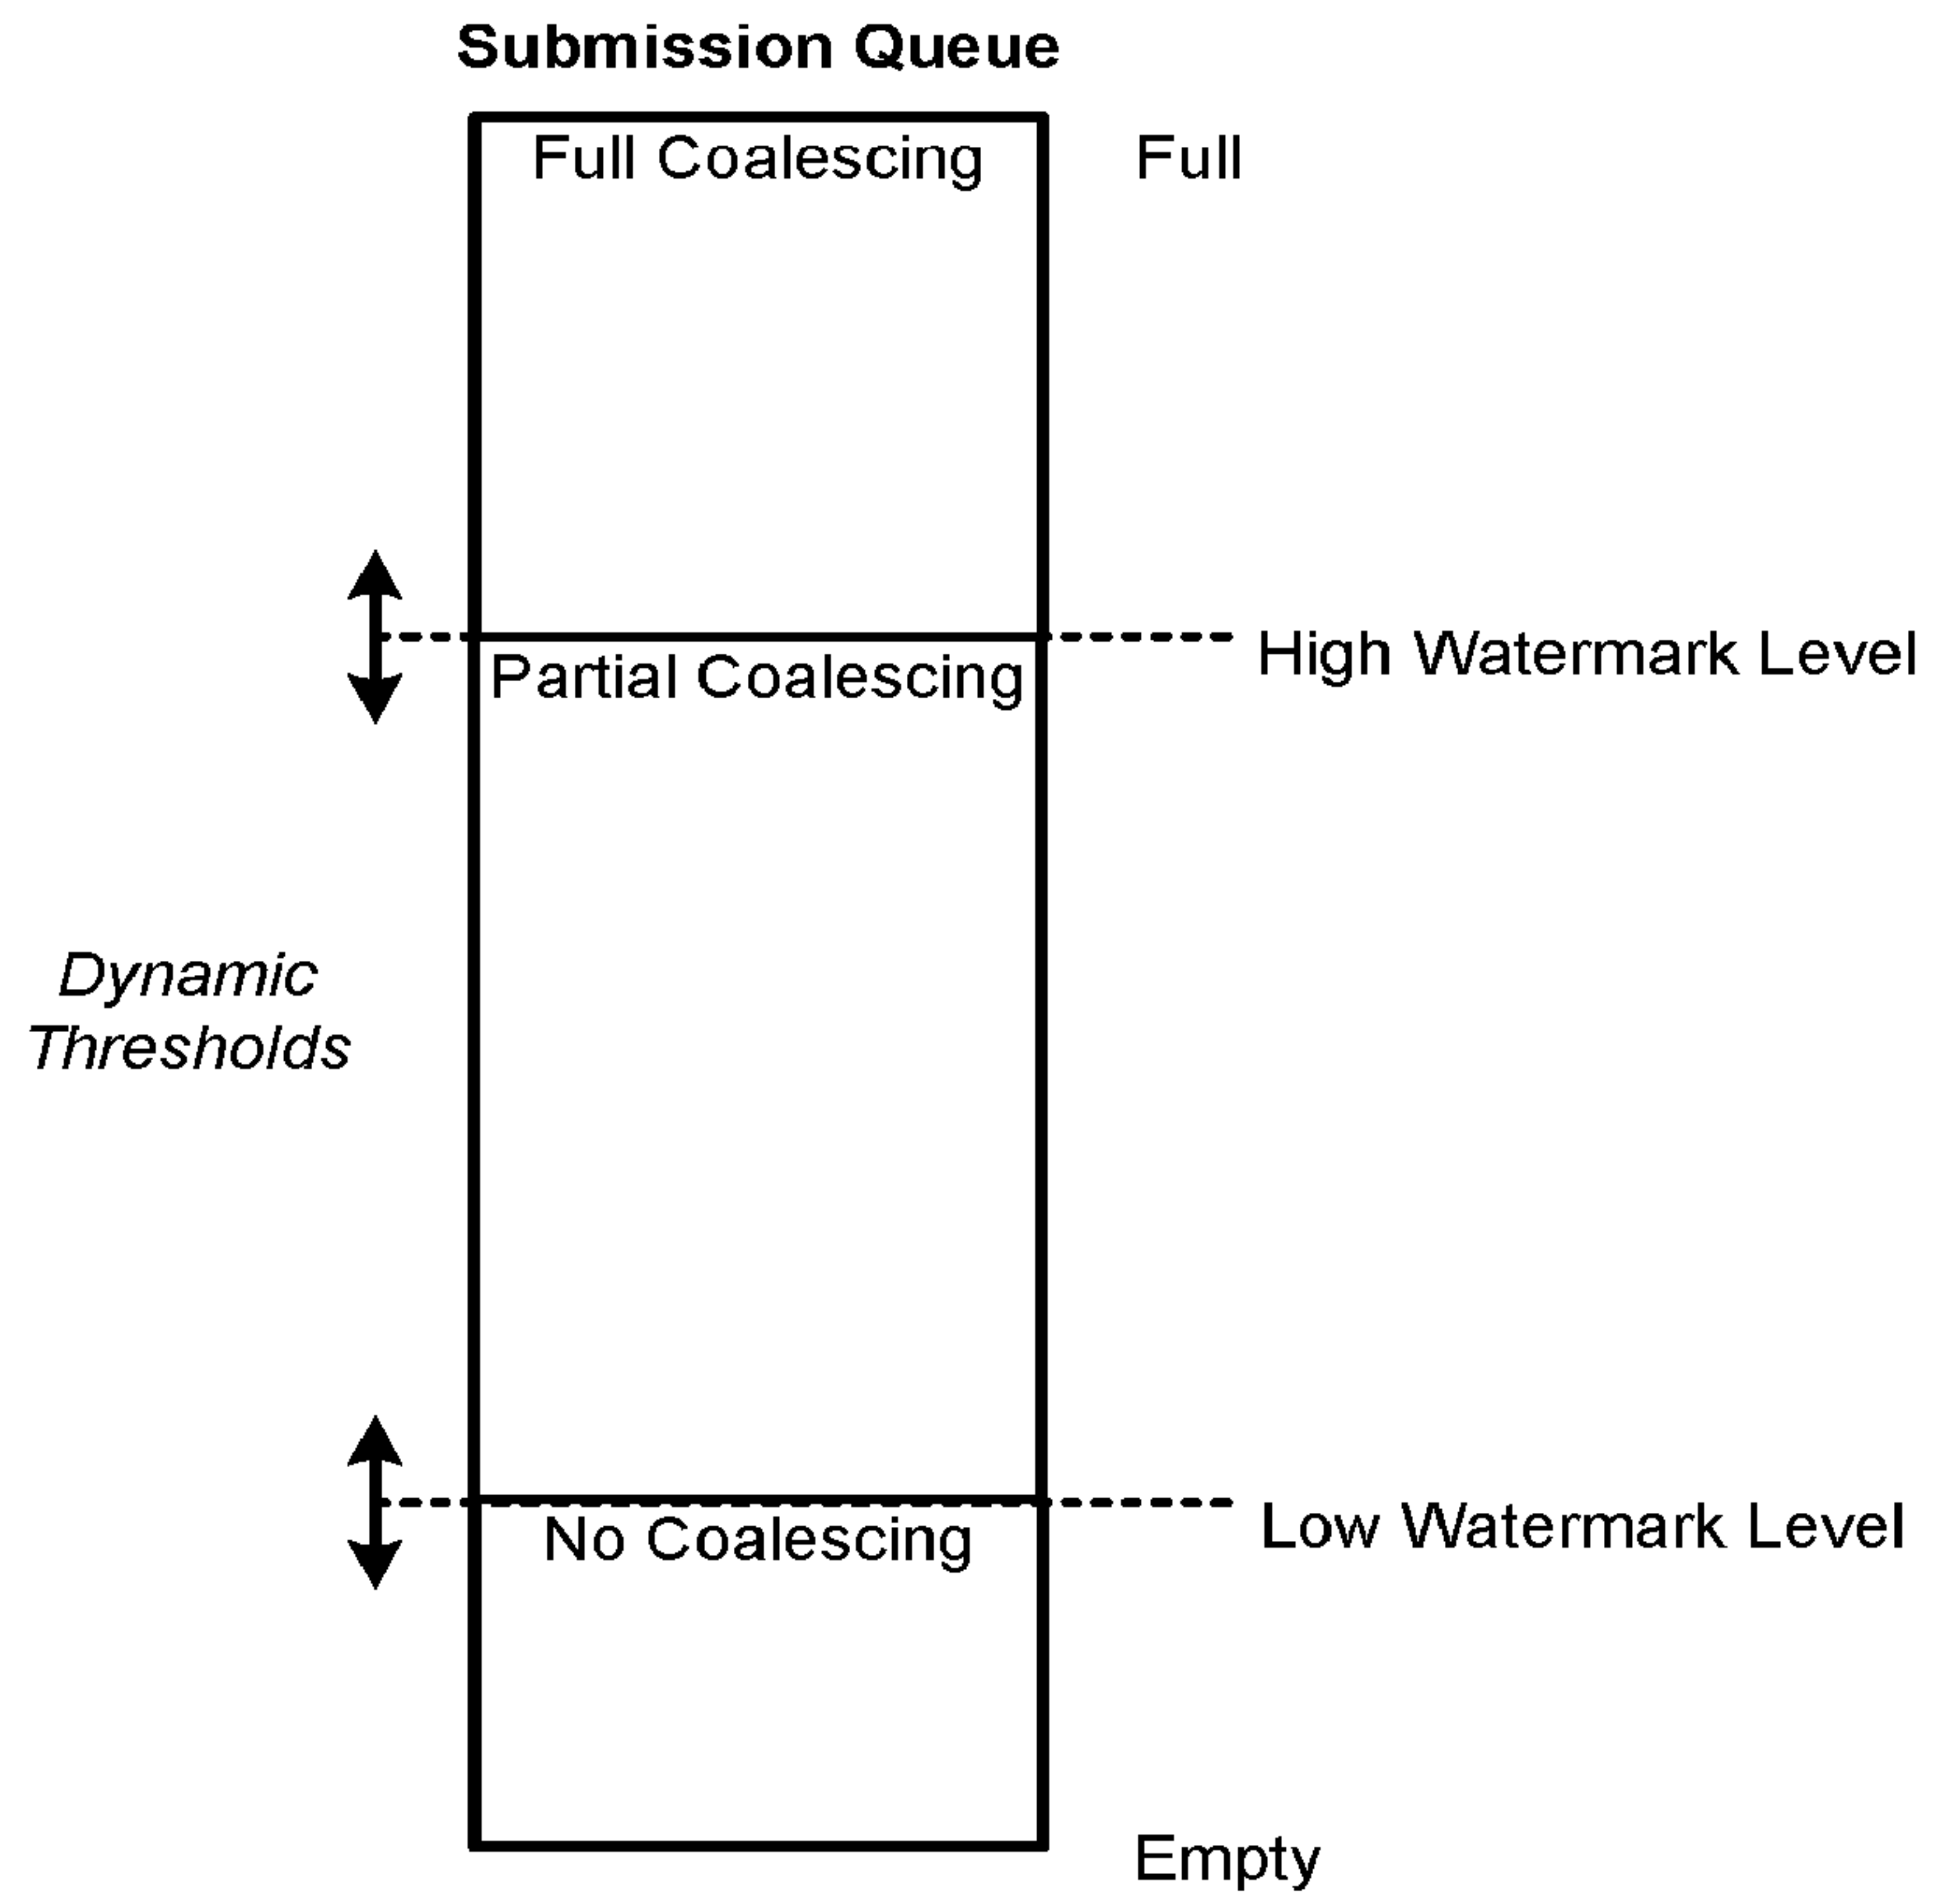 Submission Queue
Full Coalescing
Full
High Watermark Level
Partial Coalescing
Dynamic
Thresholds
Low Watermark Level
No Coalescing
Empty